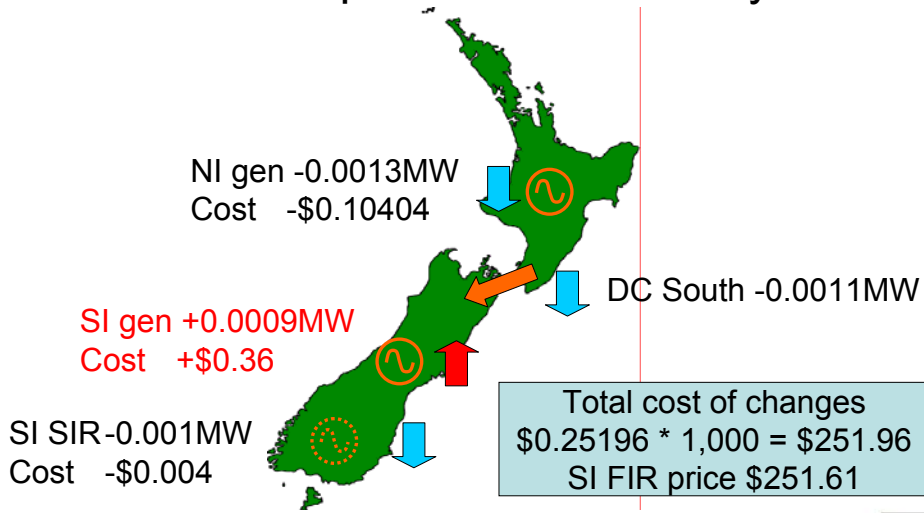 NI gen -0.0013MW
Cost -$0.10404
DC South -0.0011MW
SI gen +0.0009MW
Cost +$0.36
SI SIR-0.001MW
Cost -$0.004
Total cost of changes
$0.25196 * 1,000 = $251.96
SI FIR price $251.61